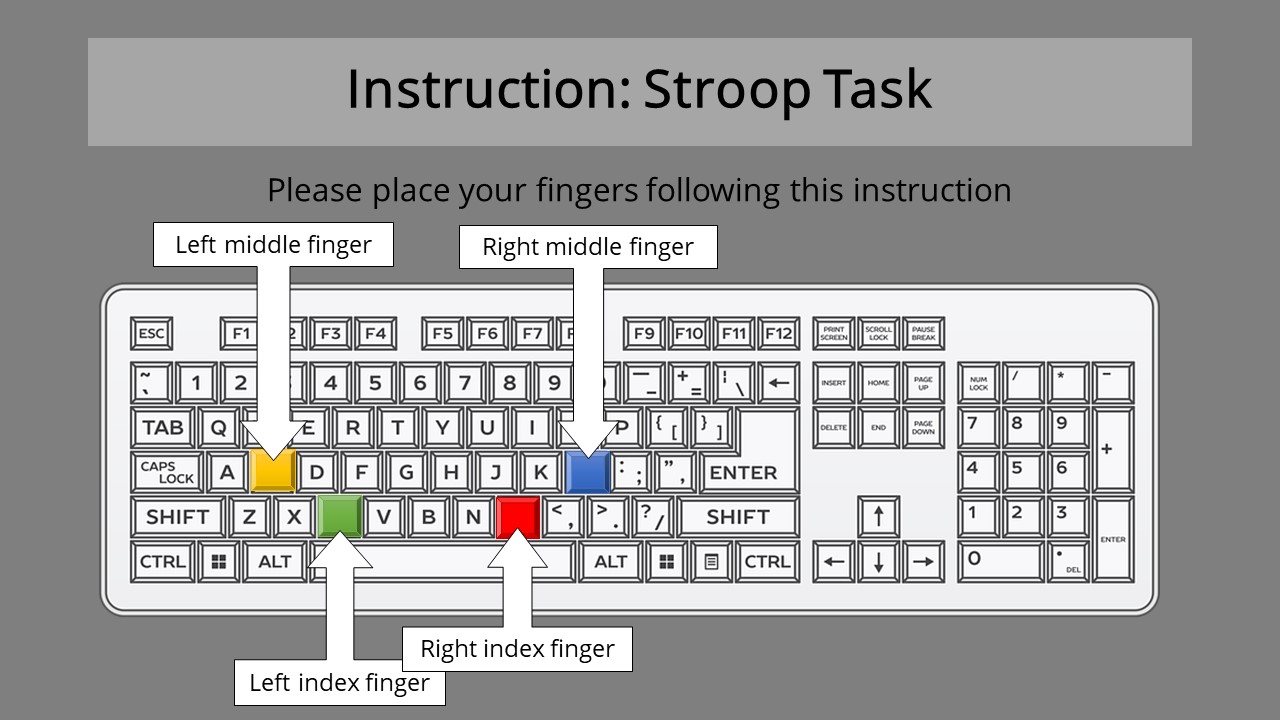 Instruction: Stroop Task
Please place your fingers following this instruction
Left middle finger
Right middle finger
ESC F1 2 F3 F4 F5 F6 F7 F F9 F10 F11 F12 PRINT SCREEN SCROLL LOCK PAUSE BREAK
~ ` 1 2 3 4 5 6 7 8 9 0 — – + = ¦ \ ← INSERT HOME PAGE UP NUM LOCK / * -
TAB Q E R T Y U I P { [ } ] DELETE END PAGE DOWN 7 8 9 +
CAPS LOCK A D F G H J K : ; " , ENTER 4 5 6
SHIFT Z X V B N < , > . ? / SHIFT ↑ 1 2 3 ENTER
CTRL ALT ALT CTRL ← ↓ → 0 • DEL
Right index finger
Left index finger